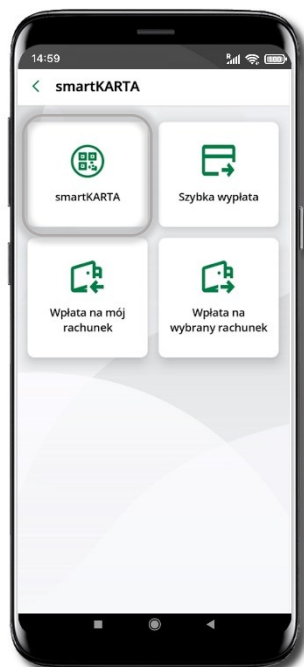 14:59
smartKARTA
smartKARTA
Szybka wypłata
Wpłata na mój
rachunek
Wpłata na
wybrany rachunek